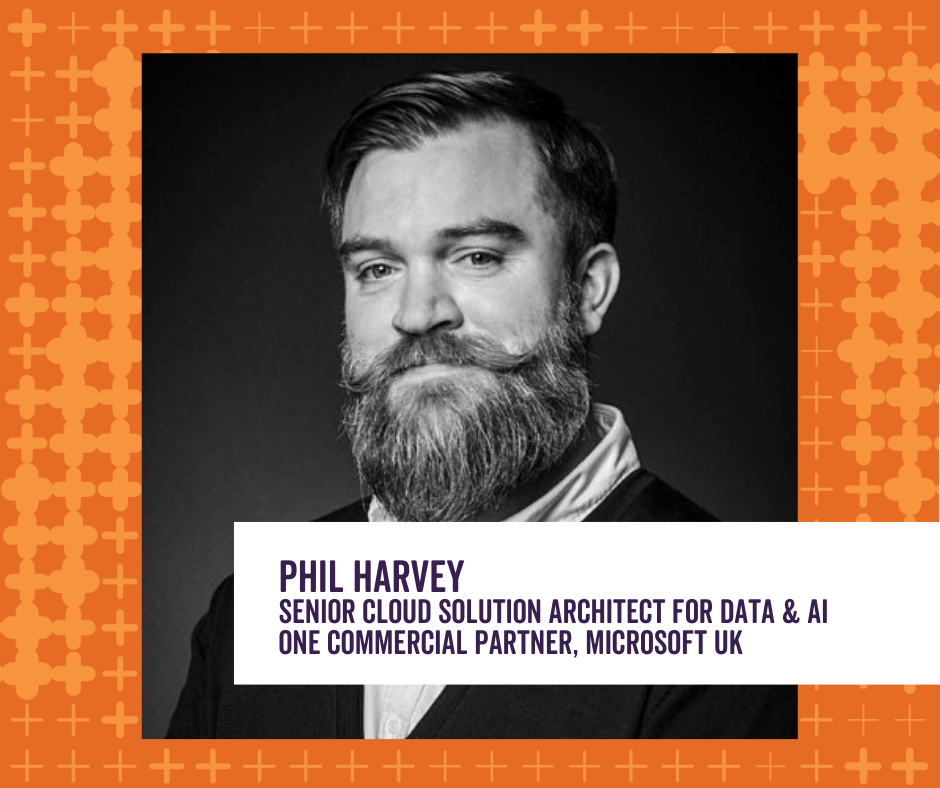 PHIL HARVEY
SENIOR CLOUD SOLUTION ARCHITECT FOR DATA & AI
ONE COMMERCIAL PARTNER, MICROSOFT UK